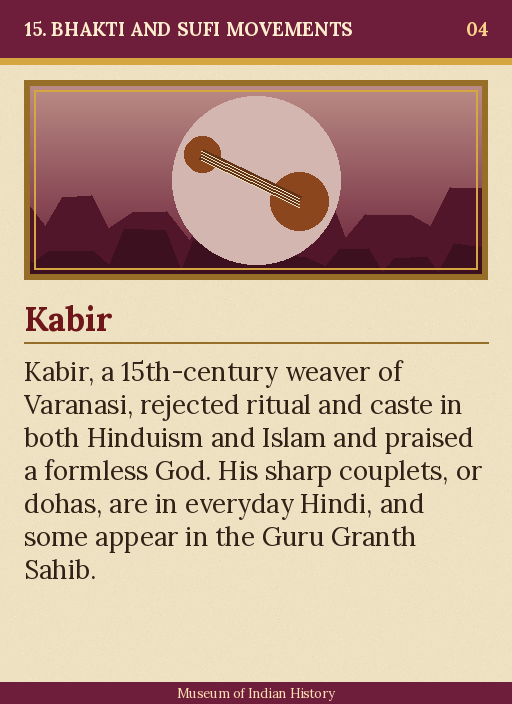 15. BHAKTI AND SUFI MOVEMENTS 04
Kabir
Kabir, a 15th-century weaver of
Varanasi, rejected ritual and caste in
both Hinduism and Islam and praised
a formless God. His sharp couplets, or
dohas, are in everyday Hindi, and
some appear in the Guru Granth
Sahib.
Museum of Indian History